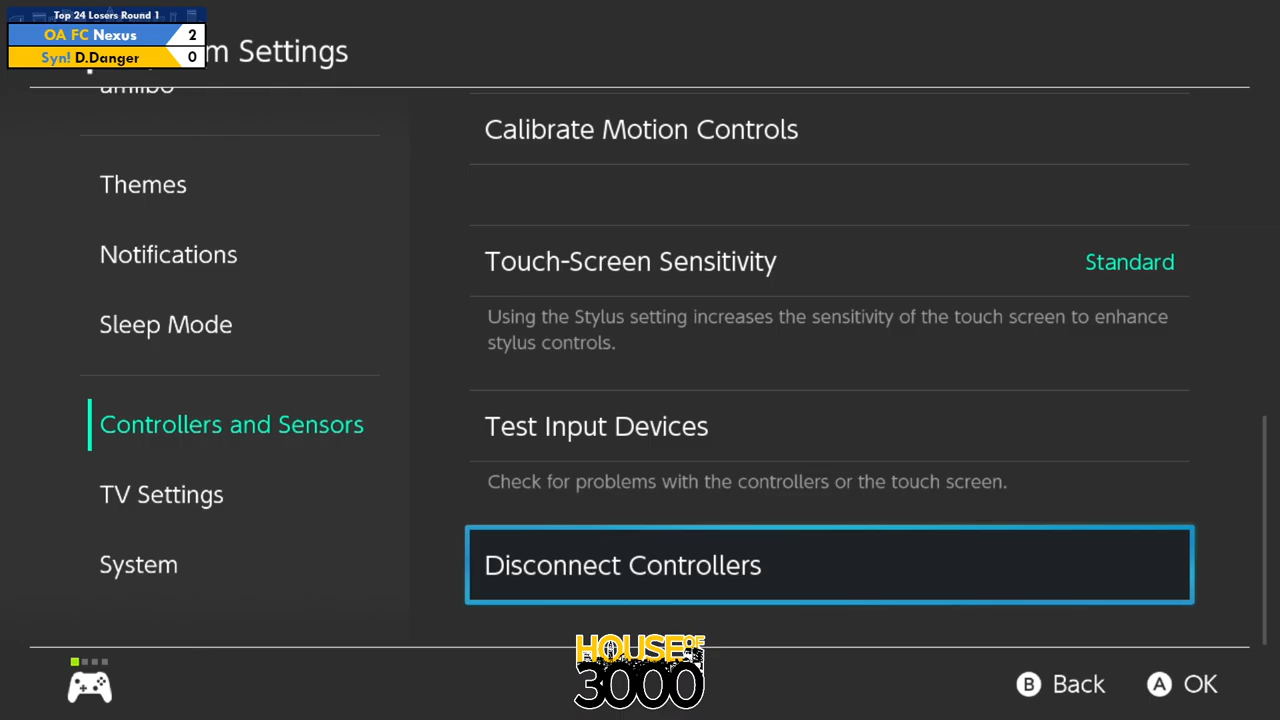 Top 24 Losers Round 1
OA FC Nexus 2
Syn! D.Danger 0
m Settings
amiibo
Themes
Notifications
Sleep Mode
Controllers and Sensors
TV Settings
System
Calibrate Motion Controls
Touch-Screen Sensitivity Standard
Using the Stylus setting increases the sensitivity of the touch screen to enhance
stylus controls.
Test Input Devices
Check for problems with the controllers or the touch screen.
Disconnect Controllers
HOUSE OF
3000
B Back A OK